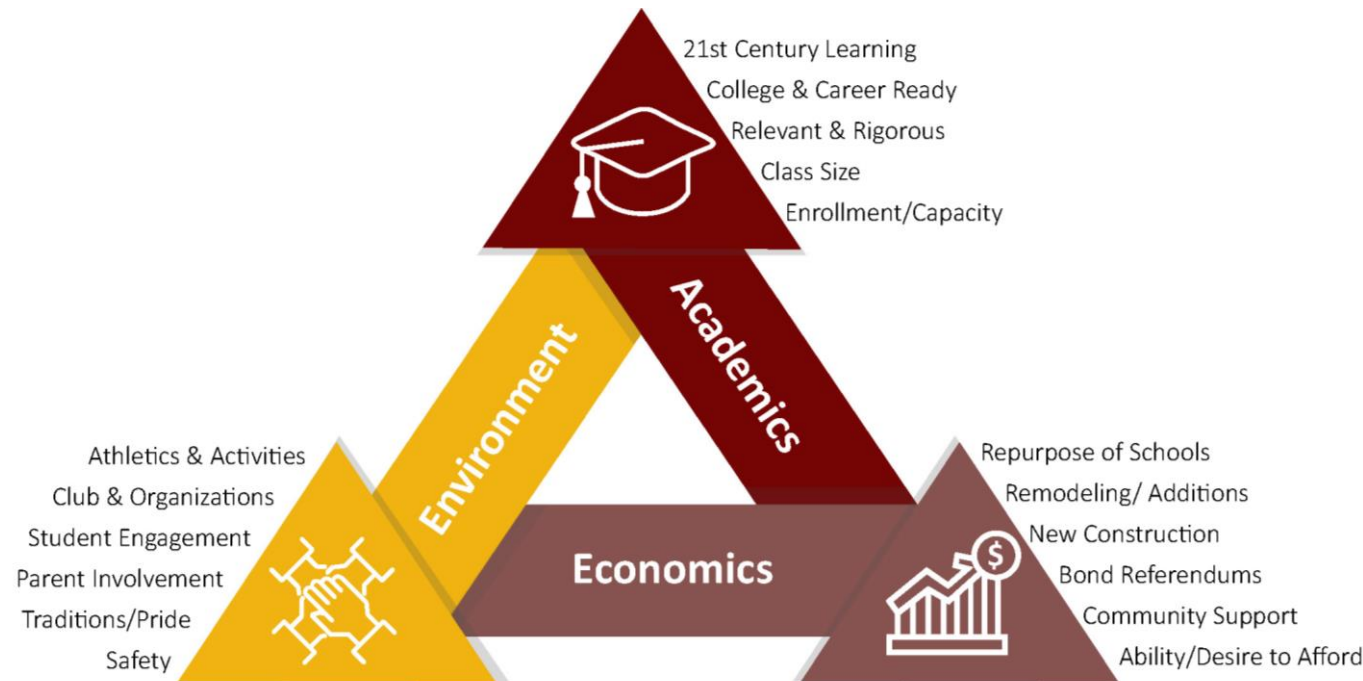 21st Century Learning
College & Career Ready
Relevant & Rigorous
Class Size
Enrollment/Capacity
Environment
Academics
Economics
Athletics & Activities
Club & Organizations
Student Engagement
Parent Involvement
Traditions/Pride
Safety
$
Repurpose of Schools
Remodeling/ Additions
New Construction
Bond Referendums
Community Support
Ability/Desire to Afford